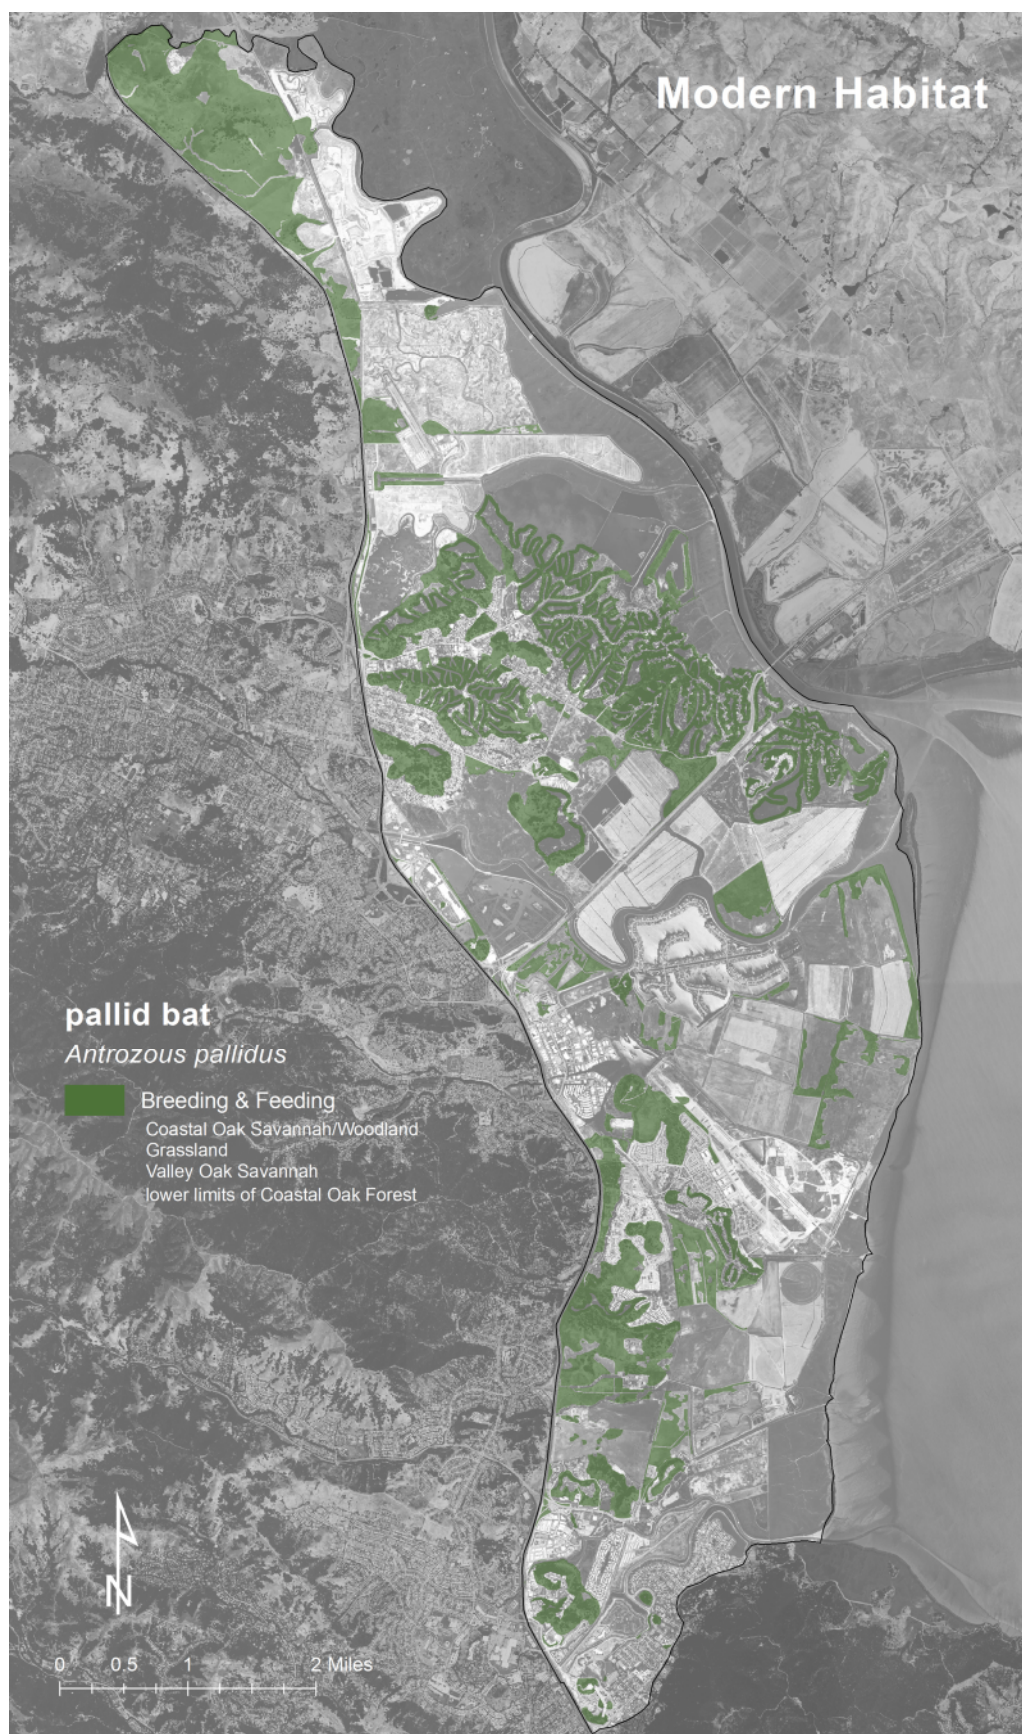 Modern Habitat
pallid bat
Antrozous pallidus
Breeding & Feeding
Coastal Oak Savannah/Woodland
Grassland
Valley Oak Savannah
lower limits of Coastal Oak Forest
N
0 0.5 1 2 Miles